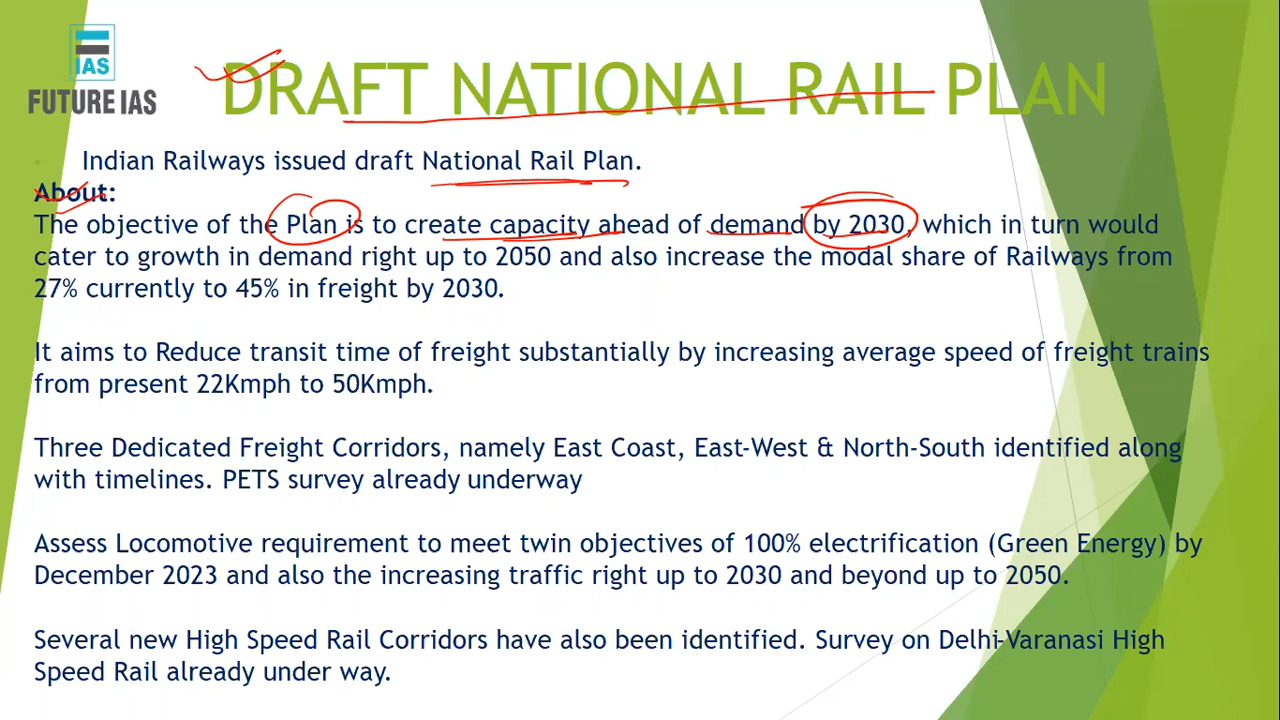 IAS
FUTURE IAS
DRAFT NATIONAL RAIL PLAN
Indian Railways issued draft National Rail Plan.
About:
The objective of the Plan is to create capacity ahead of demand by 2030, which in turn would
cater to growth in demand right up to 2050 and also increase the modal share of Railways from
27% currently to 45% in freight by 2030.
It aims to Reduce transit time of freight substantially by increasing average speed of freight trains
from present 22Kmph to 50Kmph.
Three Dedicated Freight Corridors, namely East Coast, East-West & North-South identified along
with timelines. PETS survey already underway
Assess Locomotive requirement to meet twin objectives of 100% electrification (Green Energy) by
December 2023 and also the increasing traffic right up to 2030 and beyond up to 2050.
Several new High Speed Rail Corridors have also been identified. Survey on Delhi-Varanasi High
Speed Rail already under way.